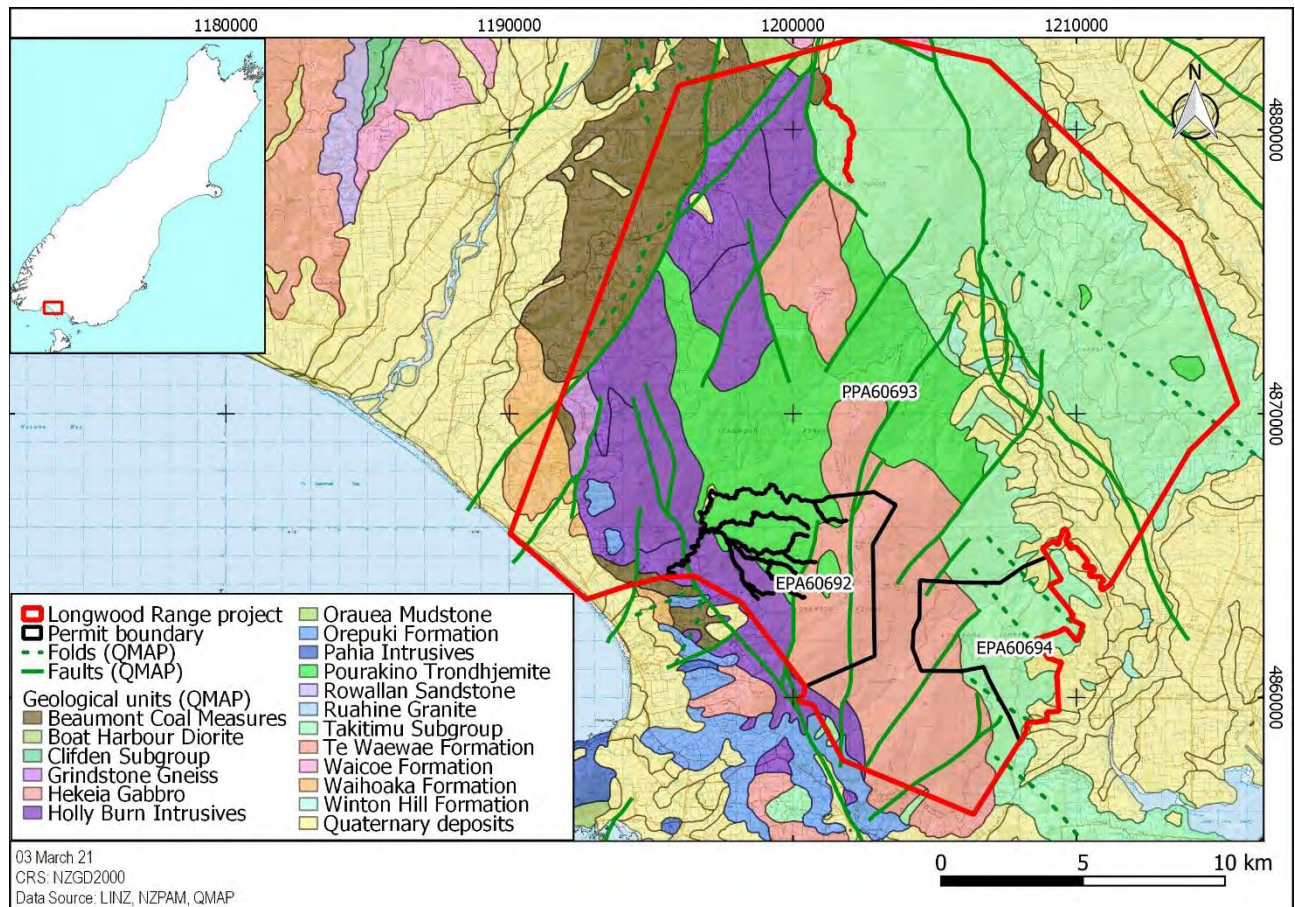 1180000 1190000 1200000 1210000
N
4880000
4870000
4860000
PPA60693
EPA60692
EPA60694
Longwood Range project
Permit boundary
Folds (QMAP)
Faults (QMAP)
Geological units (QMAP)
Beaumont Coal Measures
Boat Harbour Diorite
Clifden Subgroup
Grindstone Gneiss
Hekeia Gabbro
Holly Burn Intrusives
Orauea Mudstone
Orepuki Formation
Pahia Intrusives
Pourakino Trondhjemite
Rowallan Sandstone
Ruahine Granite
Takitimu Subgroup
Te Waewae Formation
Waicoe Formation
Waihoaka Formation
Winton Hill Formation
Quaternary deposits
03 March 21
CRS: NZGD2000
Data Source: LINZ, NZPAM, QMAP
0 5 10 km